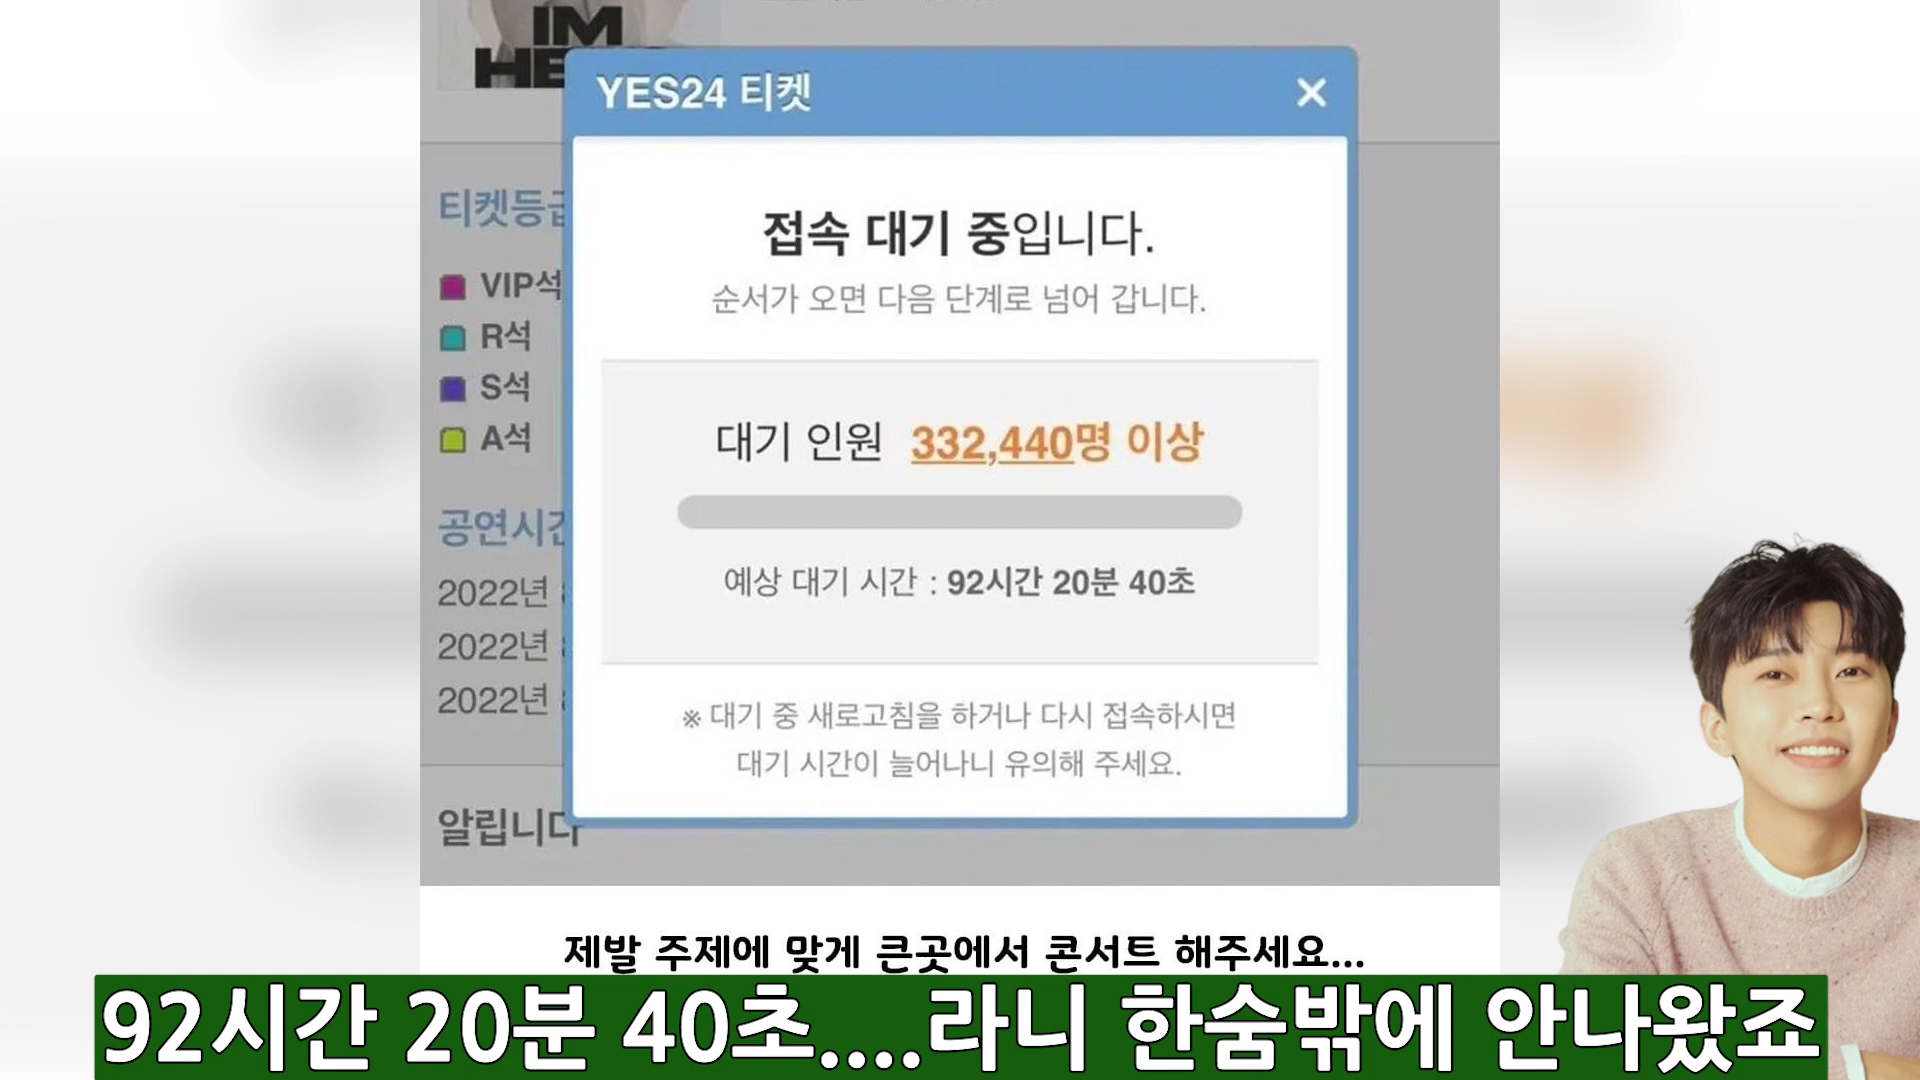 IM
HE
YES24 티켓
접속 대기 중입니다.
순서가 오면 다음 단계로 넘어 갑니다.
티켓등급
VIP석
R석
S석
A석
대기 인원 332,440명 이상
예상 대기 시간 : 92시간 20분 40초
공연시간
2022년
2022년
2022년
※ 대기 중 새로고침을 하거나 다시 접속하시면
대기 시간이 늘어나니 유의해 주세요.
알립니다
제발 주제에 맞게 큰곳에서 콘서트 해주세요...
92시간 20분 40초....라니 한숨밖에 안나왔죠